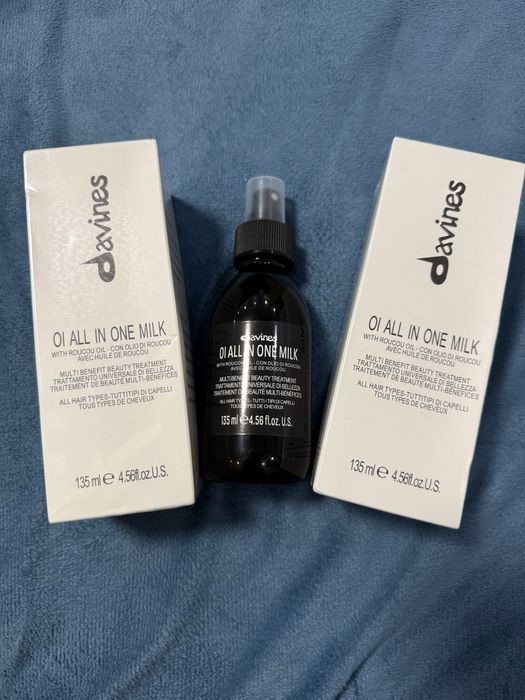 davines
OI ALL IN ONE MILK
WITH ROUCOU OIL - CON OLIO DI ROUCOU
AVEC HUILE DE ROUCOU
MULTI BENEFIT BEAUTY TREATMENT
TRATTAMENTO UNIVERSALE DI BELLEZZA
TRAITEMENT DE BEAUTÉ MULTI-BÉNÉFICES
ALL HAIR TYPES-TUTTI TIPI DI CAPELLI
TOUS TYPES DE CHEVEUX
135 ml e 4.56fl.oz.U.S.
davines
OI ALL IN ONE MILK
WITH ROUCOU OIL - CON OLIO DI ROUCOU
AVEC HUILE DE ROUCOU
MULTI BENEFIT BEAUTY TREATMENT
TRATTAMENTO UNIVERSALE DI BELLEZZA
TRAITEMENT DE BEAUTÉ MULTI-BÉNÉFICES
ALL HAIR TYPES-TUTTI I TIPI DI CAPELLI
TOUS TYPES DE CHEVEUX
135 ml e 4.56 fl.oz. U.S.
davines
OI ALL IN ONE MILK
WITH ROUCOU OIL - CON OLIO DI ROUCOU
AVEC HUILE DE ROUCOU
MULTI BENEFIT BEAUTY TREATMENT
TRATTAMENTO UNIVERSALE DI BELLEZZA
TRAITEMENT DE BEAUTÉ MULTI-BÉNÉFICES
ALL HAIR TYPES-TUTTITIPI DI CAPELLI
TOUS TYPES DE CHEVEUX
135 ml e 4.56fl.oz.U.S.